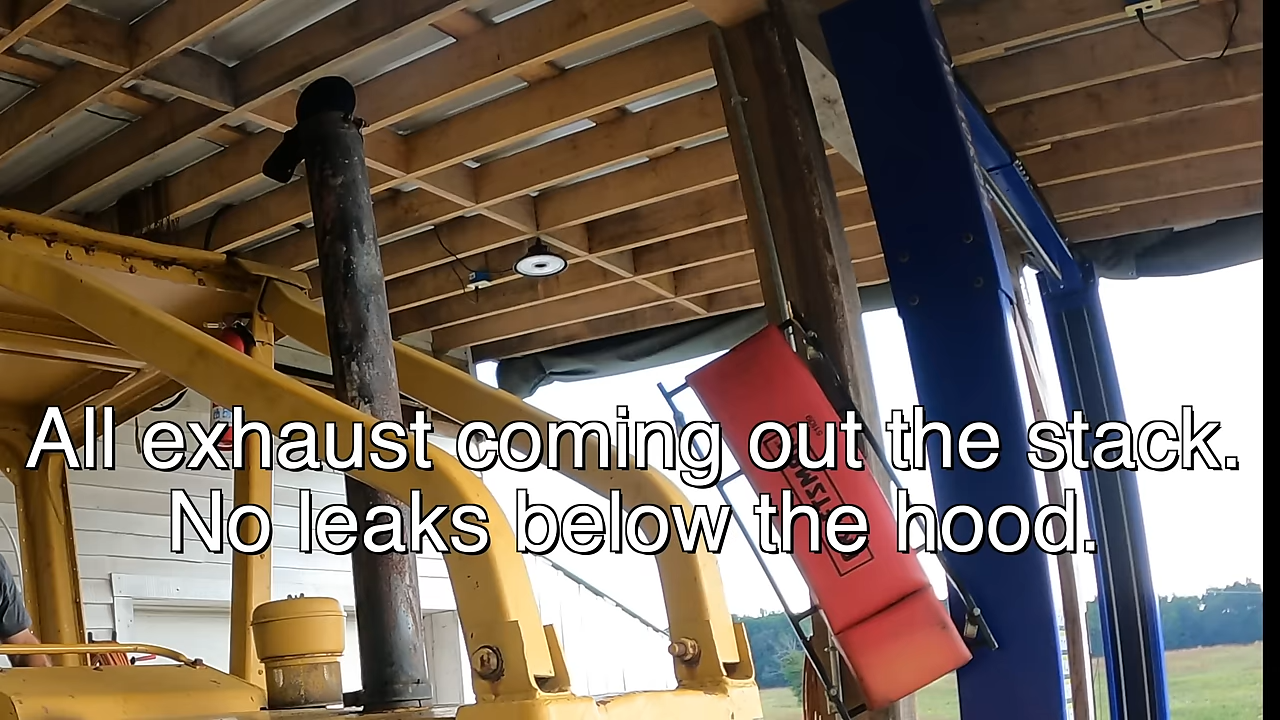 All exhaust coming out the stack.
No leaks below the hood.